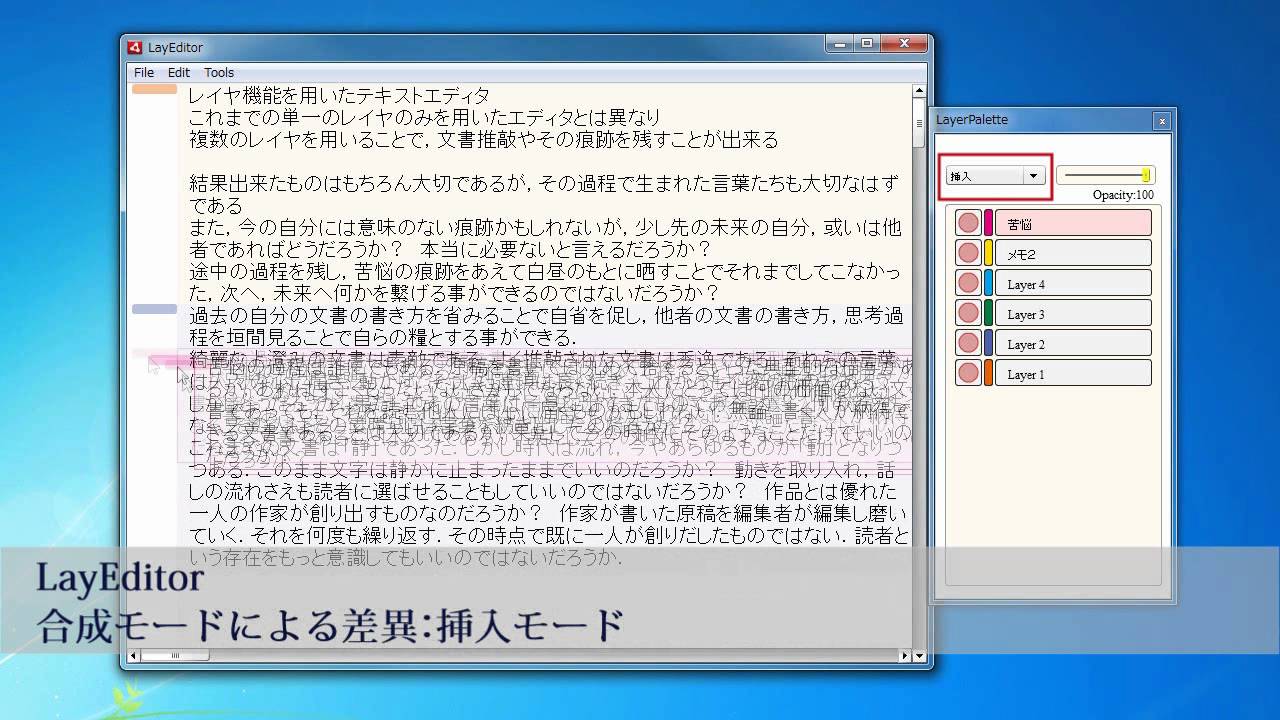 LayEditor
File Edit Tools
レイヤ機能を用いたテキストエディタ
これまでの単一のレイヤのみを用いたエディタとは異なり
複数のレイヤを用いることで，文書推敲やその痕跡を残すことが出来る
結果出来たものはもちろん大切であるが，その過程で生まれた言葉たちも大切なはず
である
また，今の自分には意味のない痕跡かもしれないが，少し先の未来の自分，或いは他
者であればどうだろうか？　本当に必要ないと言えるだろうか？
途中の過程を残し，苦悩の痕跡をあえて白昼のもとに晒すことでそれまでしてこなかっ
た，次へ，未来へ何かを繋げる事ができるのではないだろうか？
過去の自分の文書の書き方を省みることで自省を促し，他者の文書の書き方，思考過
程を垣間見ることで自らの糧とする事ができる．
つある．このまま文字は静かに止まったままでいいのだろうか？　動きを取り入れ，話
しの流れさえも読者に選ばせることもしていいのではないだろうか？　作品とは優れた
一人の作家が創り出すものなのだろうか？　作家が書いた原稿を編集者が編集し磨い
ていく．それを何度も繰り返す．その時点で既に一人が創りだしたものではない．読者と
いう存在をもっと意識してもいいのではないだろうか．
LayerPalette
挿入
Opacity:100
苦悩
メモ2
Layer 4
Layer 3
Layer 2
Layer 1
LayEditor
合成モードによる差異：挿入モード